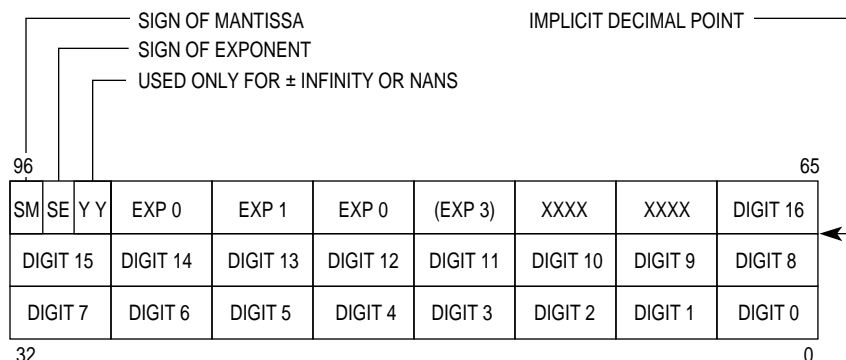 SIGN OF MANTISSA IMPLICIT DECIMAL POINT
SIGN OF EXPONENT
USED ONLY FOR ± INFINITY OR NANS
96 65
SM SE Y Y EXP 0 EXP 1 EXP 0 (EXP 3) XXXX XXXX DIGIT 16
DIGIT 15 DIGIT 14 DIGIT 13 DIGIT 12 DIGIT 11 DIGIT 10 DIGIT 9 DIGIT 8
DIGIT 7 DIGIT 6 DIGIT 5 DIGIT 4 DIGIT 3 DIGIT 2 DIGIT 1 DIGIT 0
32 0